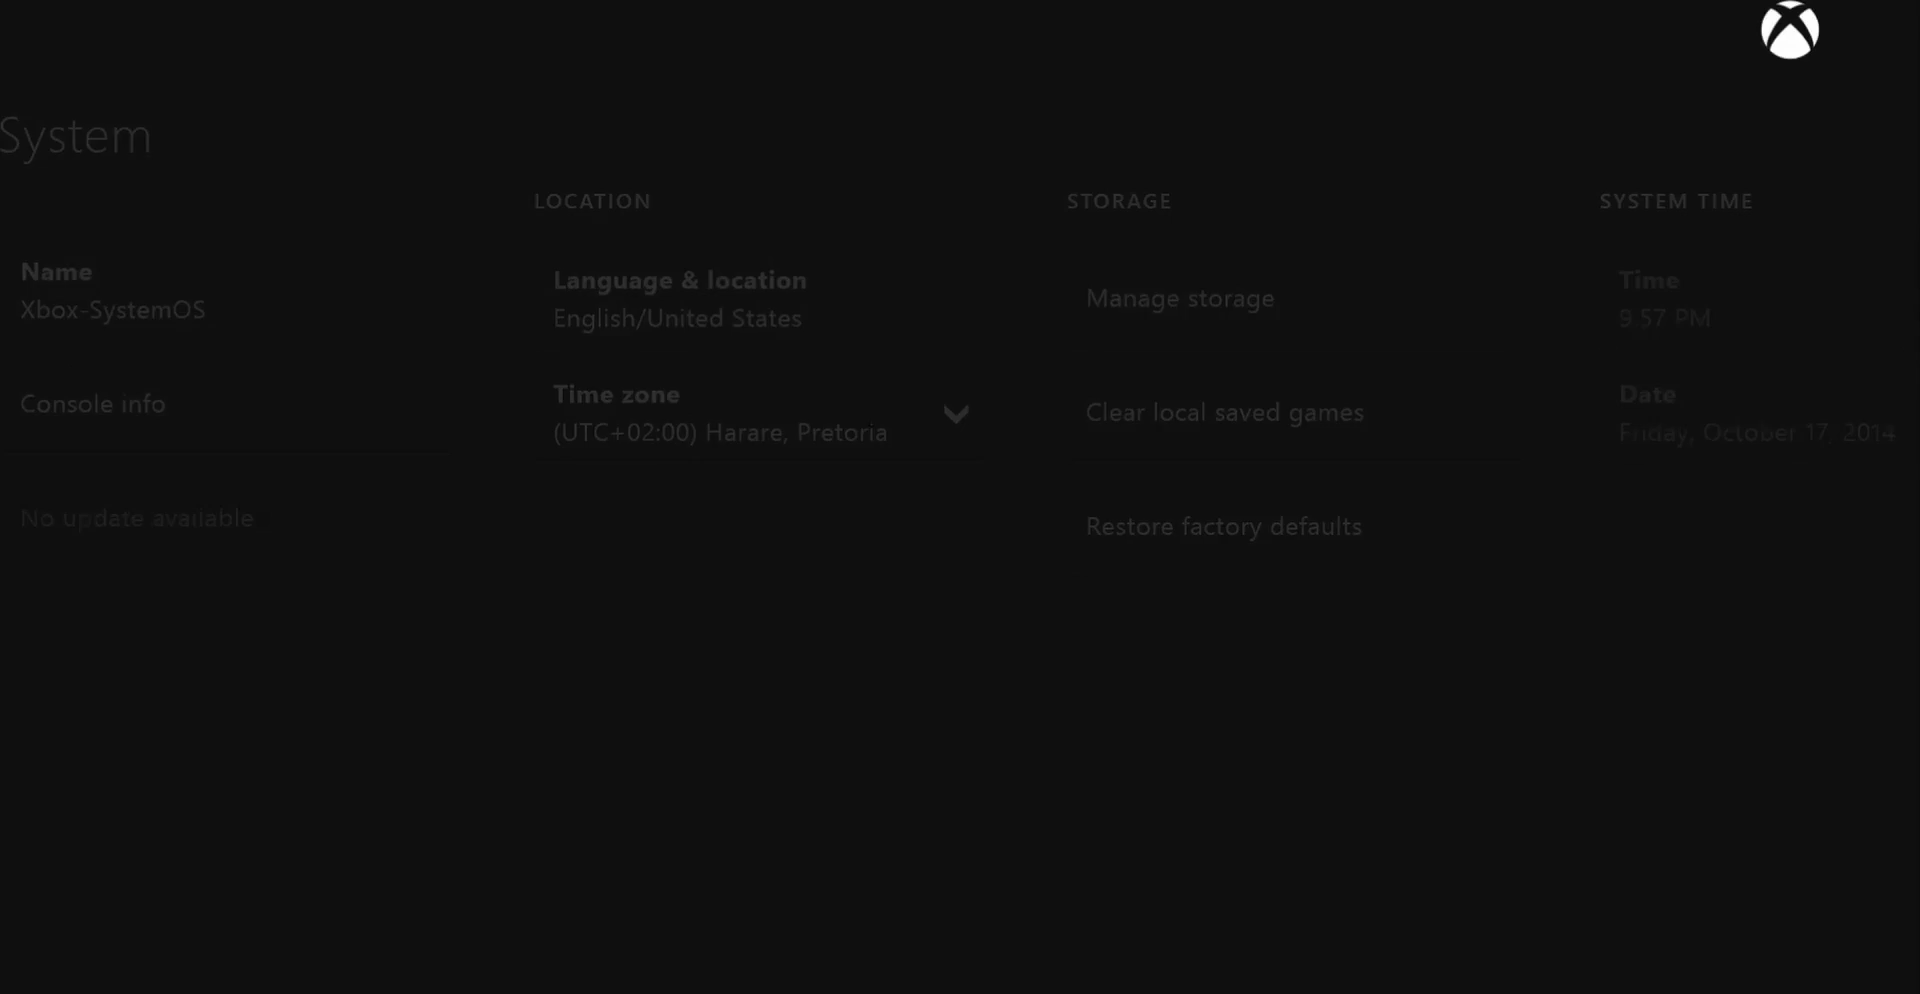 System
Name
Xbox-SystemOS
Console info
No update available
LOCATION
Language & location
English/United States
Time zone
(UTC+02:00) Harare, Pretoria
STORAGE
Manage storage
Clear local saved games
Restore factory defaults
SYSTEM TIME
Time
9:57 PM
Date
Friday, October 17, 2014